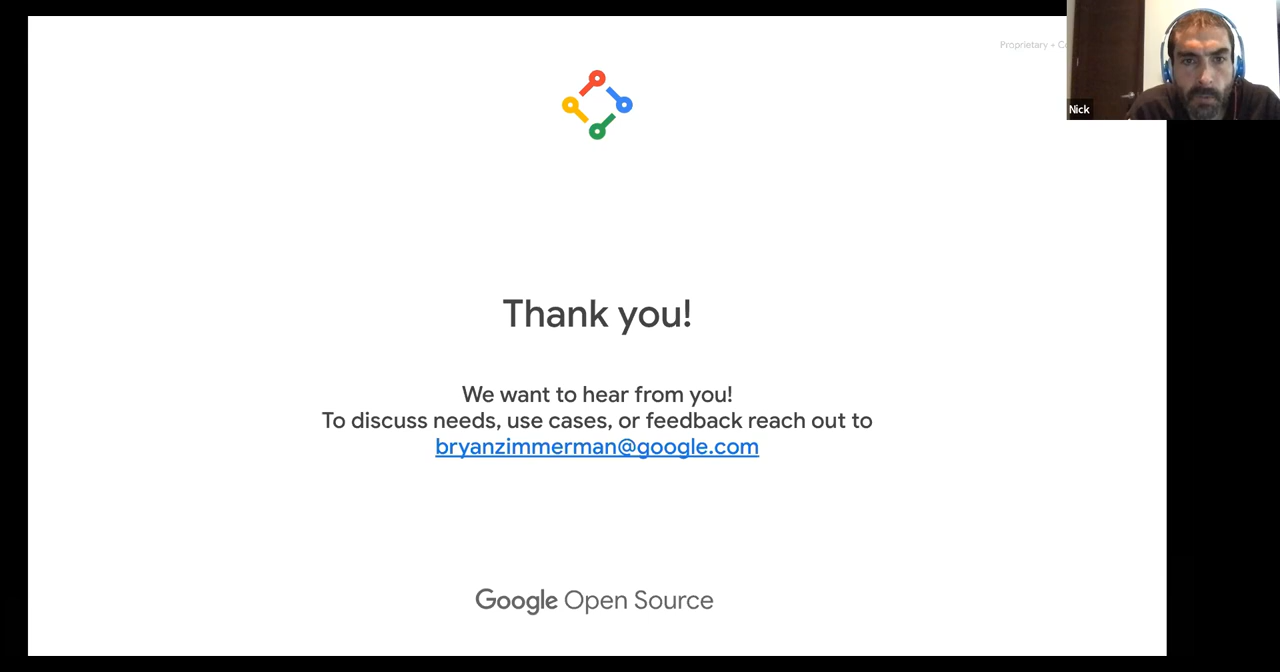 Proprietary +
Nick
Thank you!
We want to hear from you!
To discuss needs, use cases, or feedback reach out to
bryanzimmerman@google.com
Google Open Source